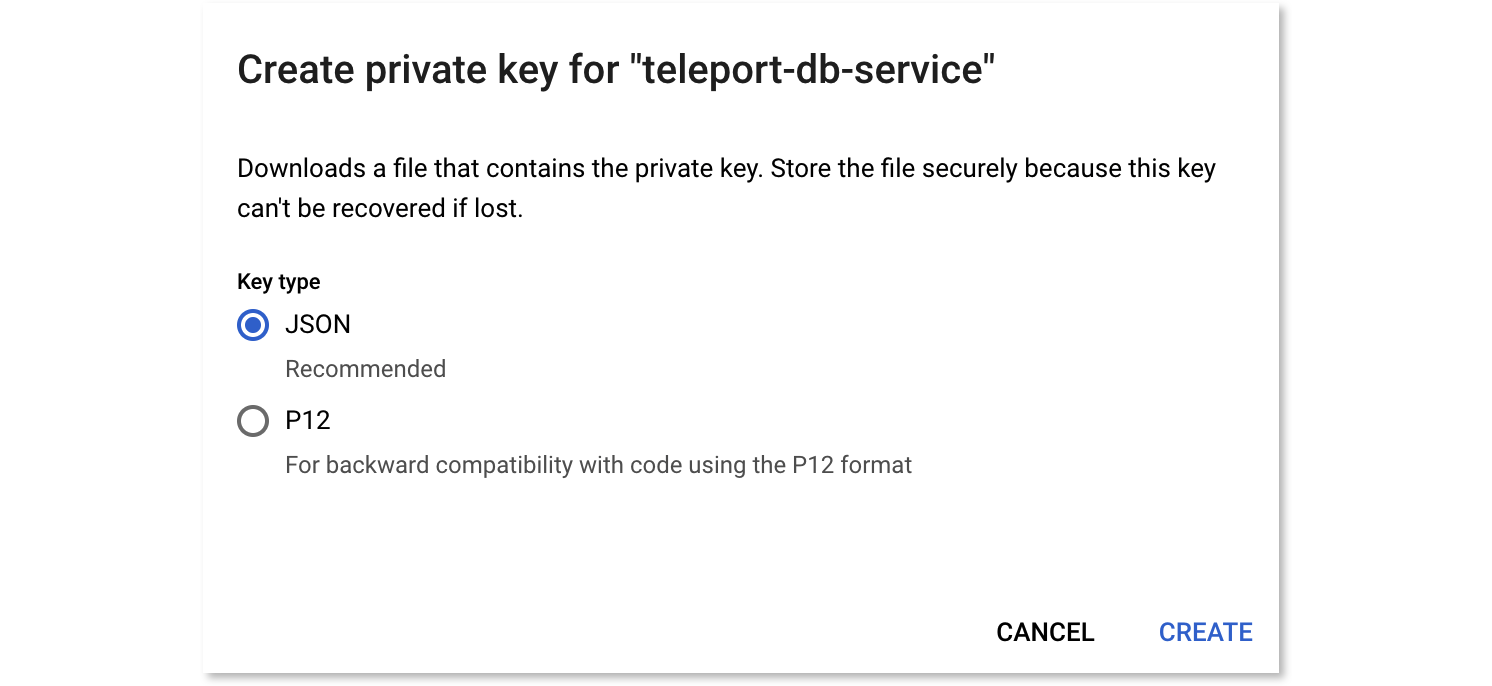 Create private key for "teleport-db-service"
Downloads a file that contains the private key. Store the file securely because this key
can't be recovered if lost.
Key type
JSON
Recommended
P12
For backward compatibility with code using the P12 format
CANCEL CREATE